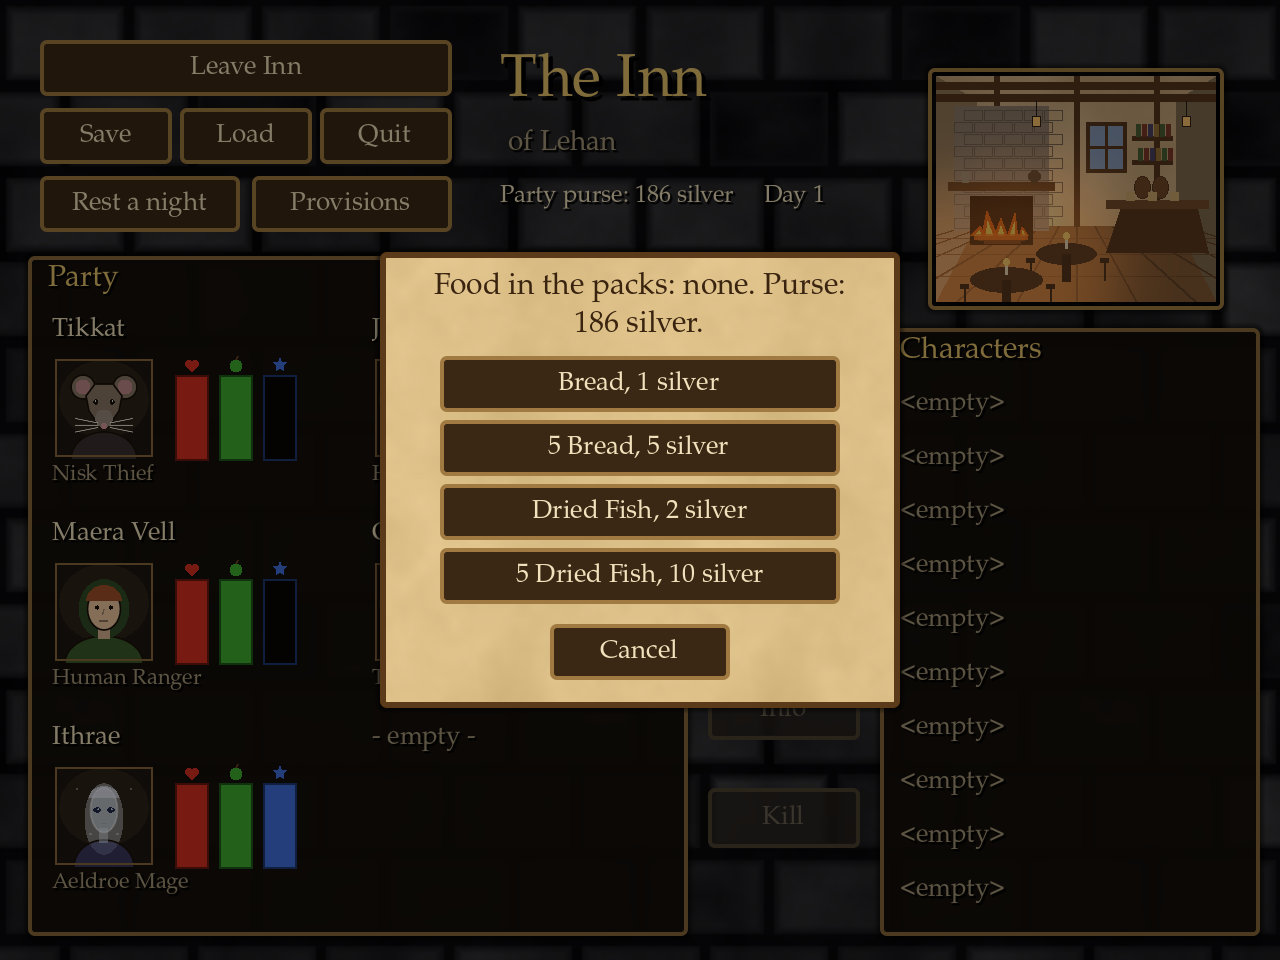 Leave Inn
Save
Load
Quit
Rest a night
Provisions
The Inn
of Lehan
Party purse: 186 silver
Day 1
Party
Tikkat
Nisk Thief
Maera Vell
Human Ranger
Ithrae
Aeldroe Mage
- empty -
Food in the packs: none. Purse:
186 silver.
Bread, 1 silver
5 Bread, 5 silver
Dried Fish, 2 silver
5 Dried Fish, 10 silver
Cancel
Info
Kill
Characters
<empty>
<empty>
<empty>
<empty>
<empty>
<empty>
<empty>
<empty>
<empty>
<empty>